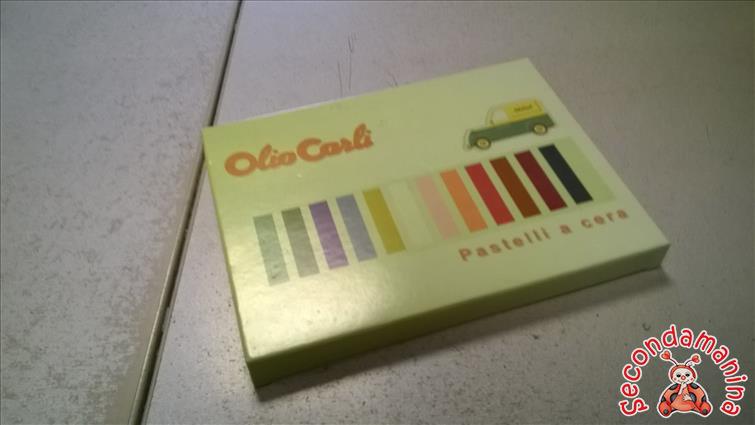 Olio Carli
Pastelli a cera
secondamanina